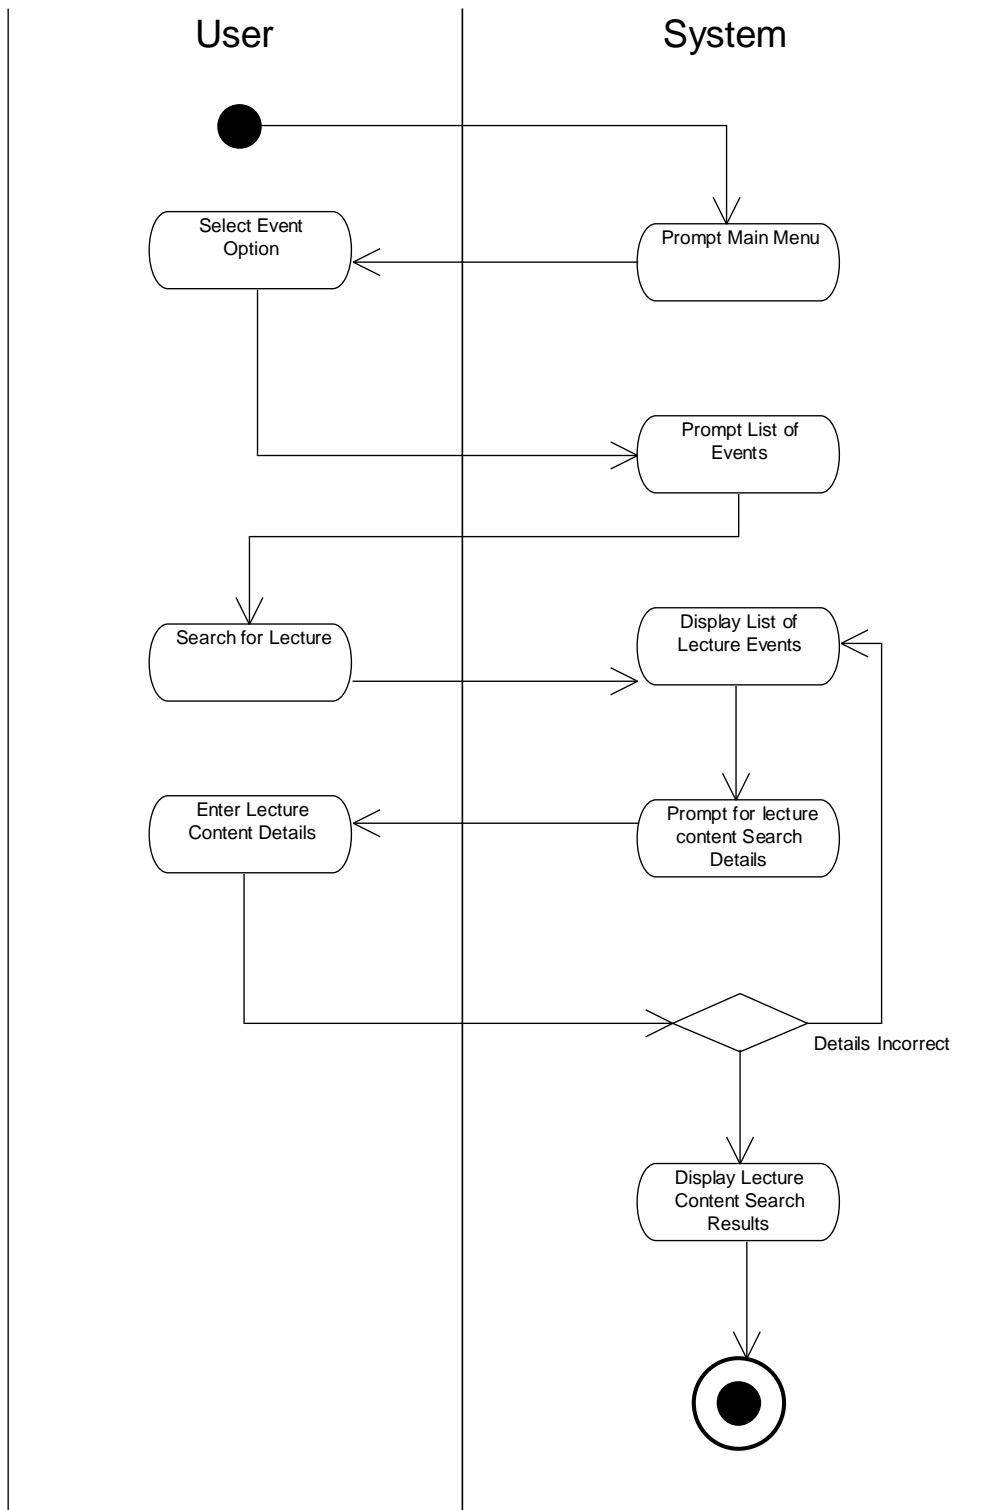 User
System
Select Event
Option
Prompt Main Menu
Prompt List of
Events
Search for Lecture
Display List of
Lecture Events
Enter Lecture
Content Details
Prompt for lecture
content Search
Details
Details Incorrect
Display Lecture
Content Search
Results